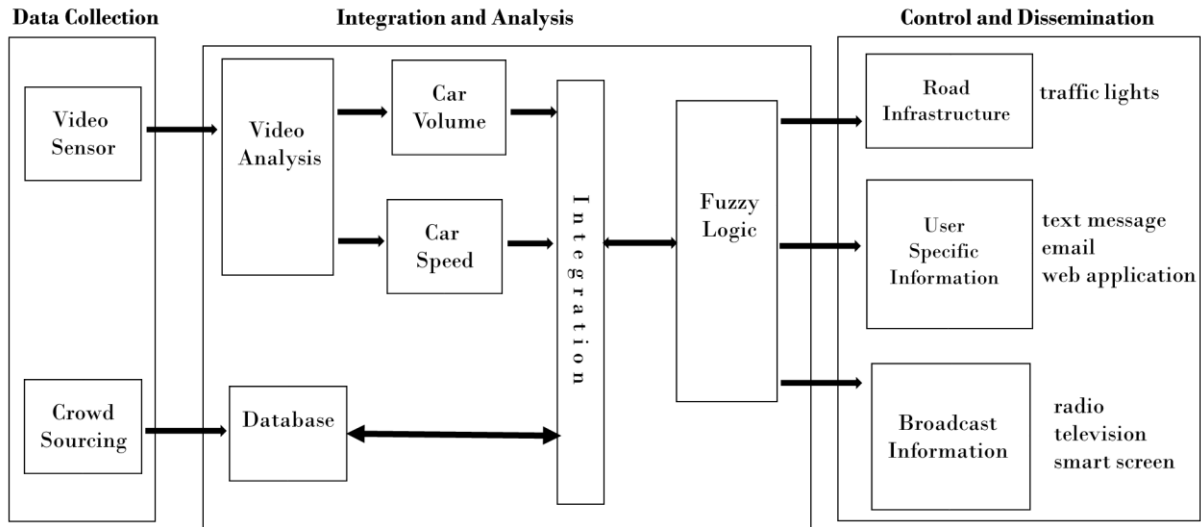 Data Collection
Integration and Analysis
Control and Dissemination
Video
Sensor
Crowd
Sourcing
Video
Analysis
Car
Volume
Car
Speed
Database
Integration
Fuzzy
Logic
Road
Infrastructure
traffic lights
User
Specific
Information
text message
email
web application
Broadcast
Information
radio
television
smart screen